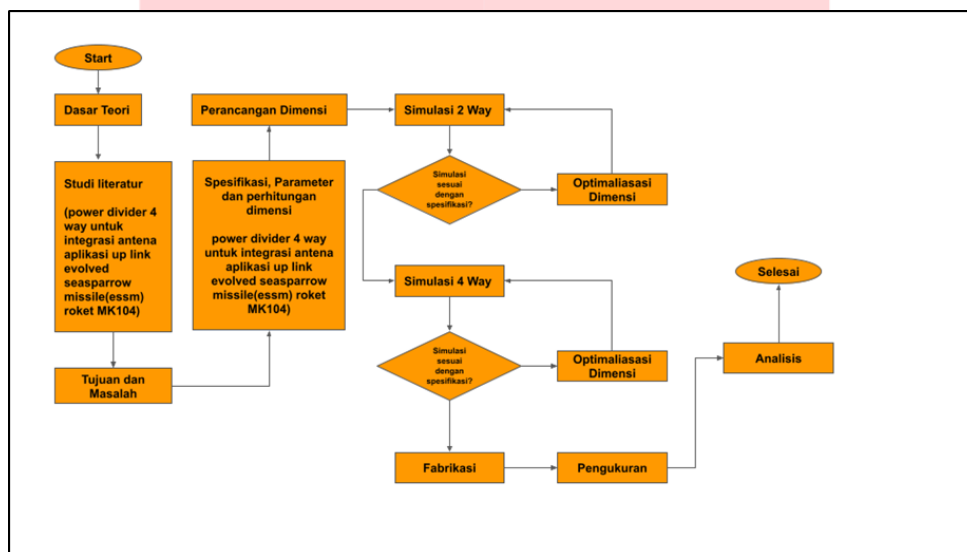 Start
Dasar Teori
Studi literatur
(power divider 4
way untuk
integrasi antena
aplikasi up link
evolved
seasparrow
missile(essm)
roket MK104)
Tujuan dan
Masalah
Perancangan Dimensi
Spesifikasi, Parameter
dan perhitungan
dimensi
power divider 4 way
untuk integrasi antena
aplikasi up link
evolved seasparrow
missile(essm) roket
MK104)
Simulasi 2 Way
Simulasi
sesuai
dengan
spesifikasi?
Optimaliasasi
Dimensi
Simulasi 4 Way
Simulasi
sesuai
dengan
spesifikasi?
Optimaliasasi
Dimensi
Fabrikasi
Pengukuran
Analisis
Selesai